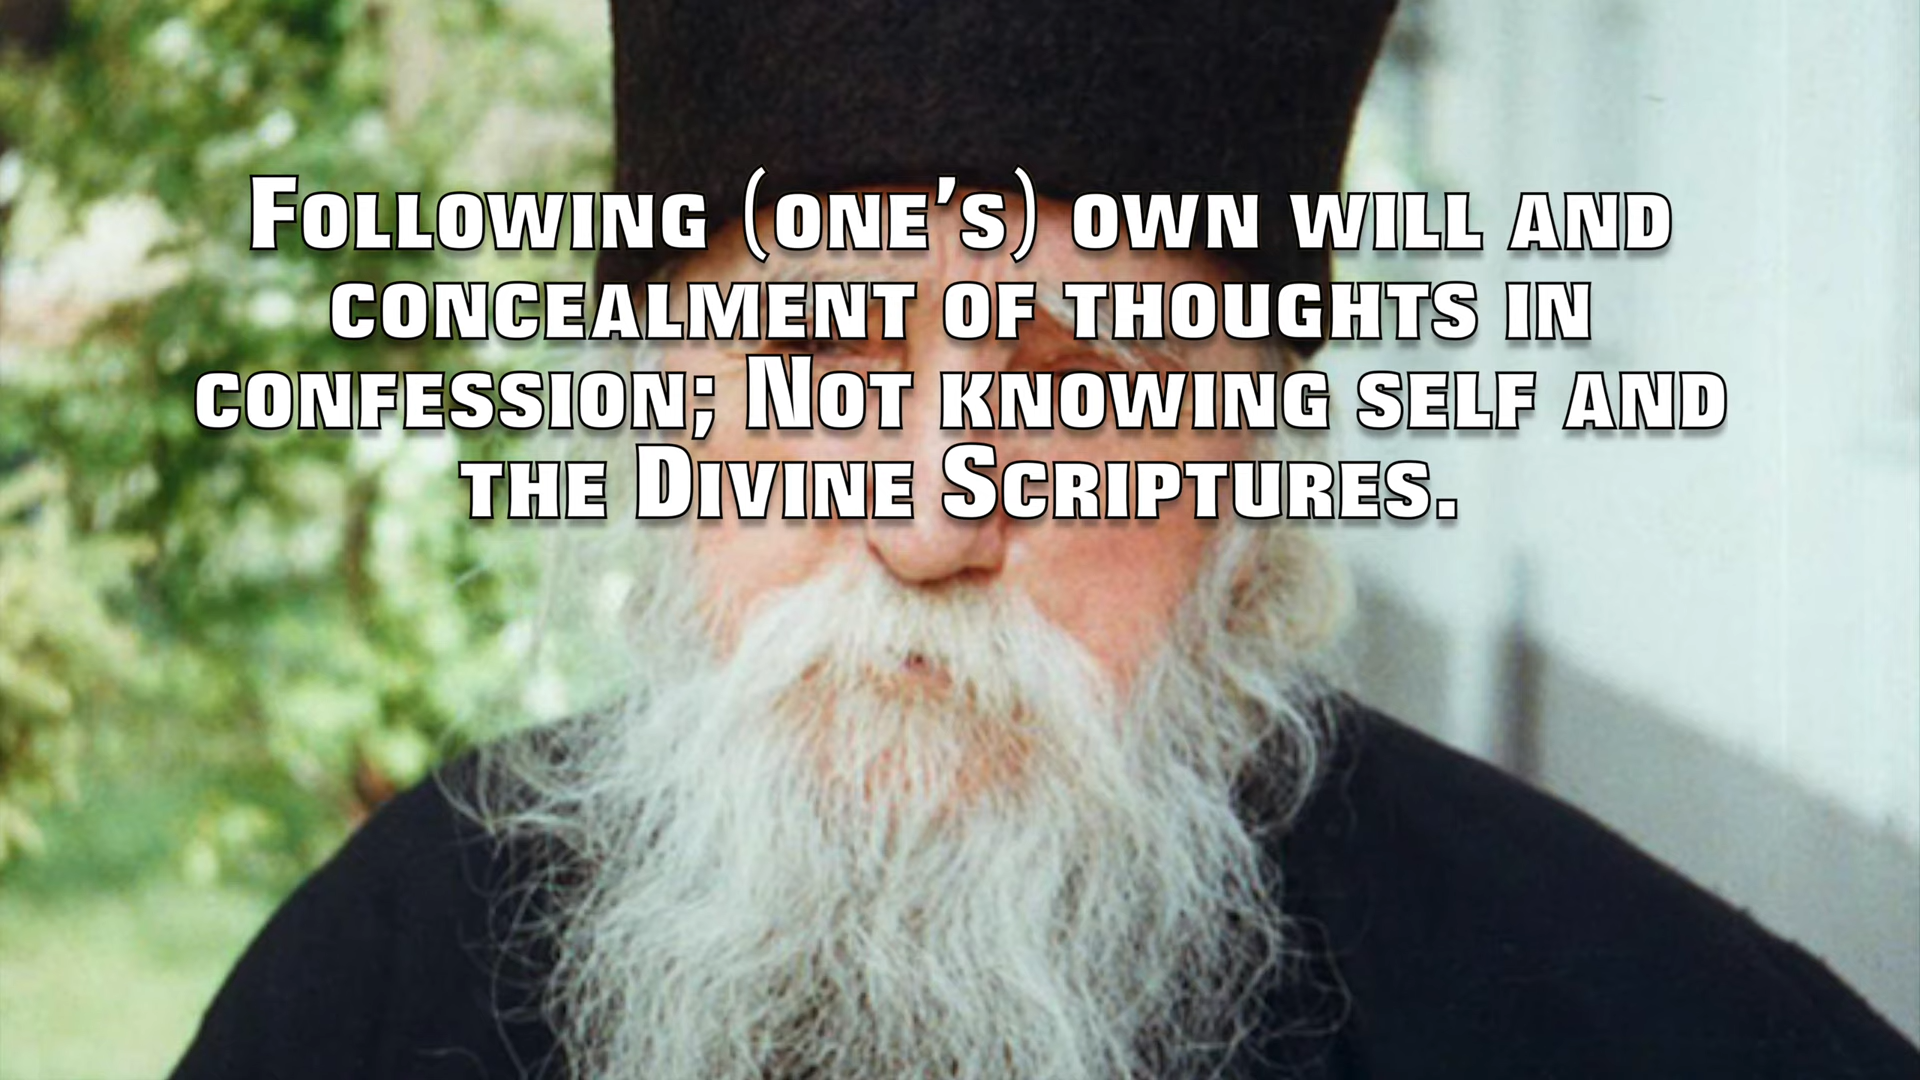 Following (one’s) own will and
concealment of thoughts in
confession; Not knowing self and
the Divine Scriptures.